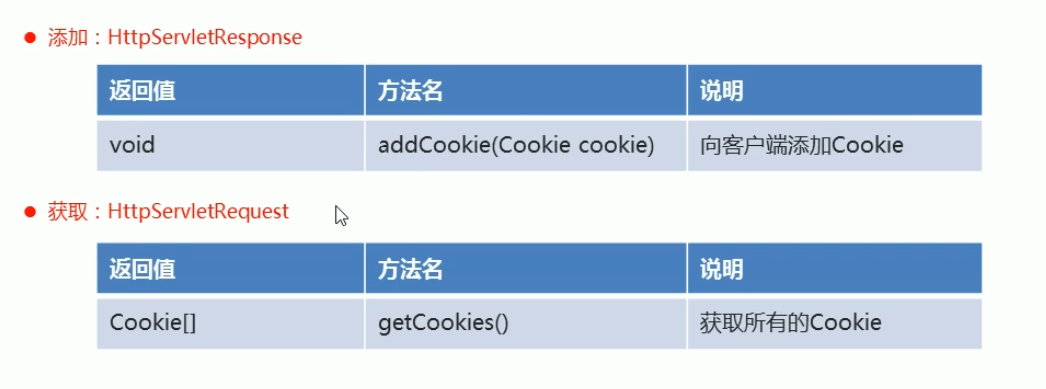 ● 添加：HttpServletResponse
返回值 方法名 说明
void addCookie(Cookie cookie) 向客户端添加Cookie
● 获取：HttpServletRequest
返回值 方法名 说明
Cookie[] getCookies() 获取所有的Cookie